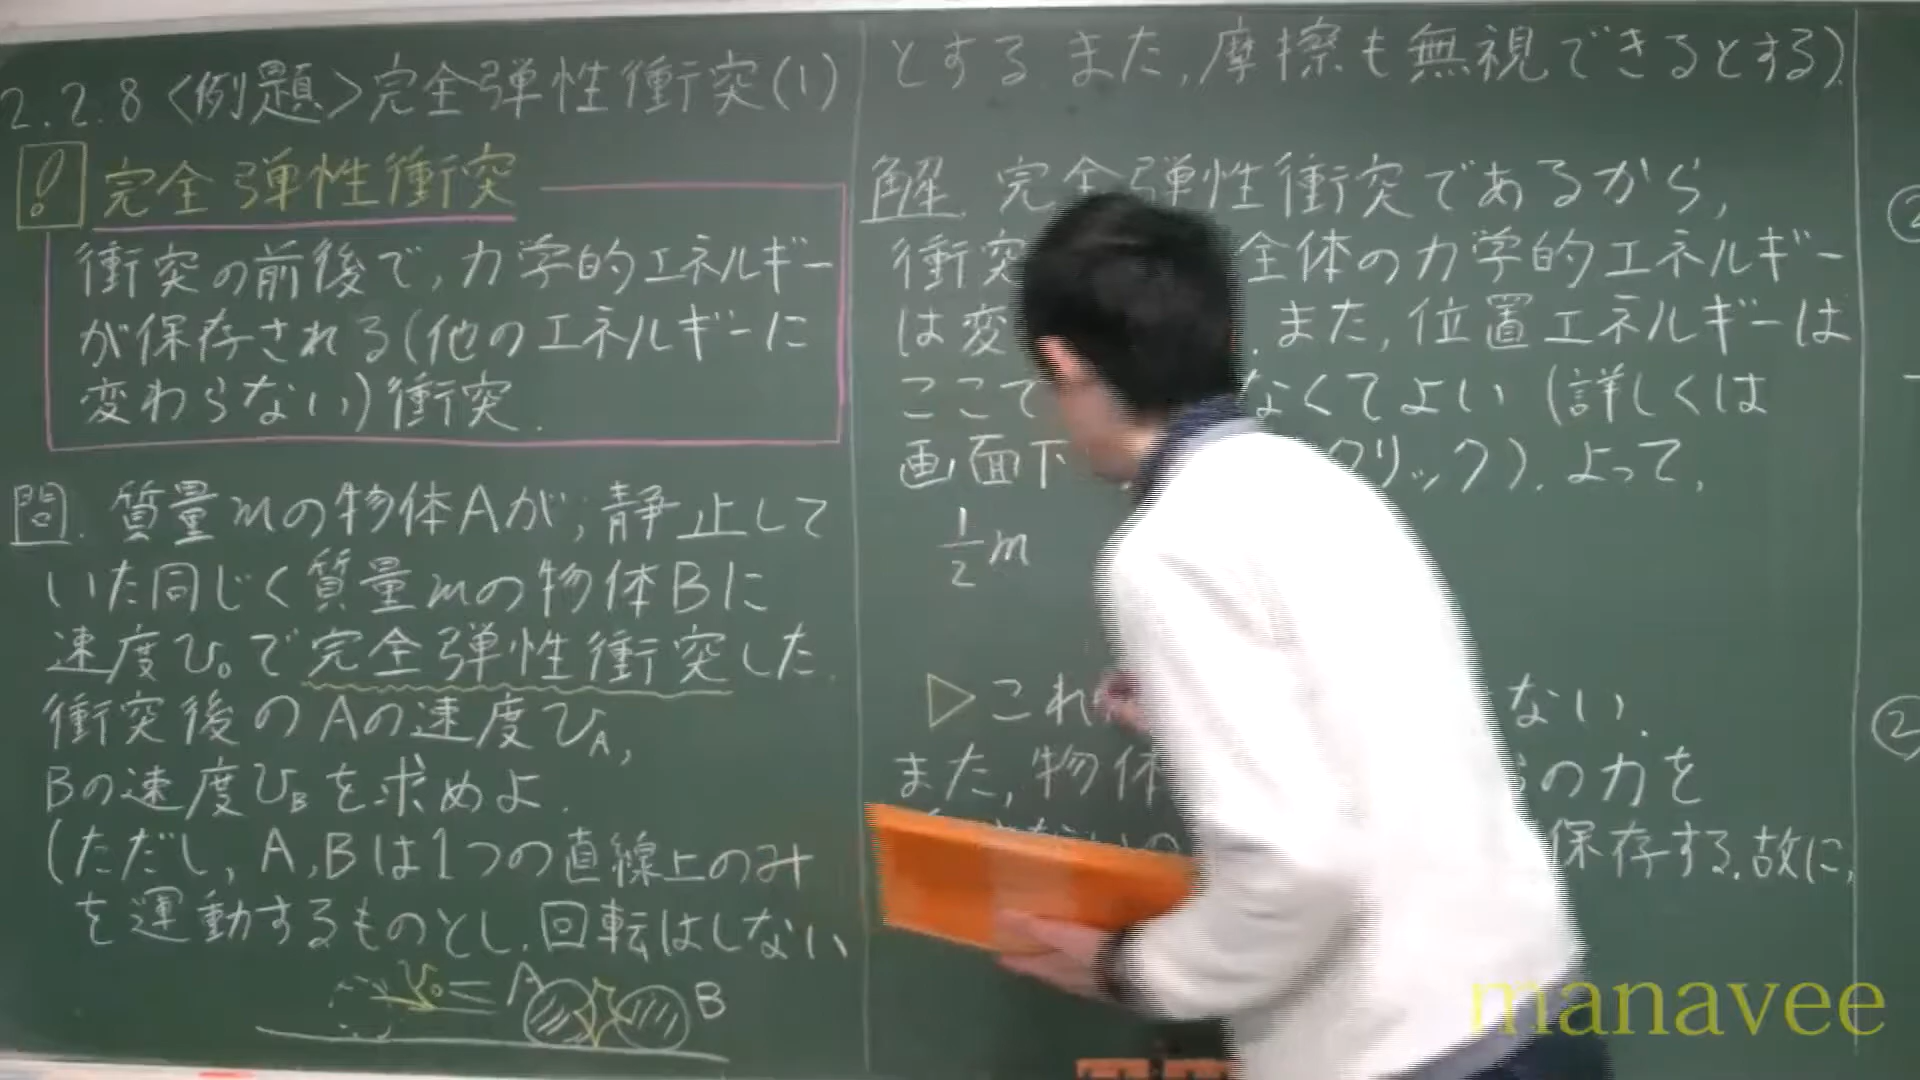 2.2.8〈例題〉完全弾性衝突(1)
! 完全弾性衝突
衝突の前後で,力学的エネルギー
が保存される(他のエネルギーに
変わらない)衝突.
問. 質量mの物体Aが,静止して
いた同じく質量mの物体Bに
速度v₀で完全弾性衝突した.
衝突後のAの速度vA,
Bの速度vBを求めよ.
(ただし,A,Bは1つの直線上のみ
を運動するものとし,回転はしない
v₀ A B
とする また,摩擦も無視できるとする)
解. 完全弾性衝突であるから,
衝突 全体の力学的エネルギー
は変 .また,位置エネルギーは
ここで なくてよい(詳しくは
画面下 クリック).よって,
1/2 m
▷これ ない.
また,物体 の力を
保存する.故に,
②
②
manavee